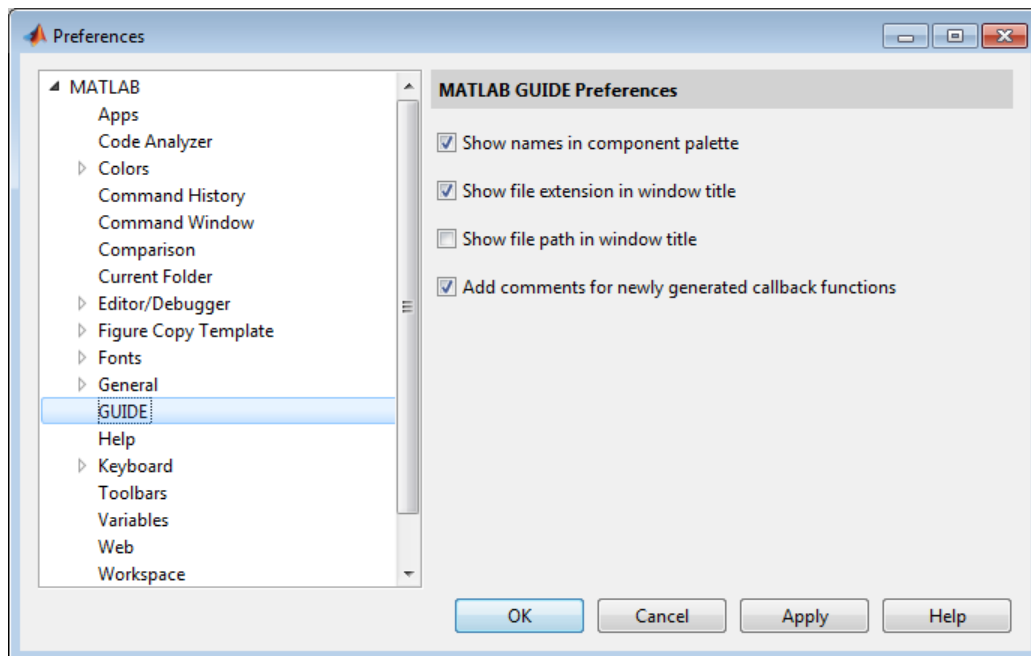 Preferences
MATLAB
Apps
Code Analyzer
Colors
Command History
Command Window
Comparison
Current Folder
Editor/Debugger
Figure Copy Template
Fonts
General
GUIDE
Help
Keyboard
Toolbars
Variables
Web
Workspace
MATLAB GUIDE Preferences
Show names in component palette
Show file extension in window title
Show file path in window title
Add comments for newly generated callback functions
OK Cancel Apply Help